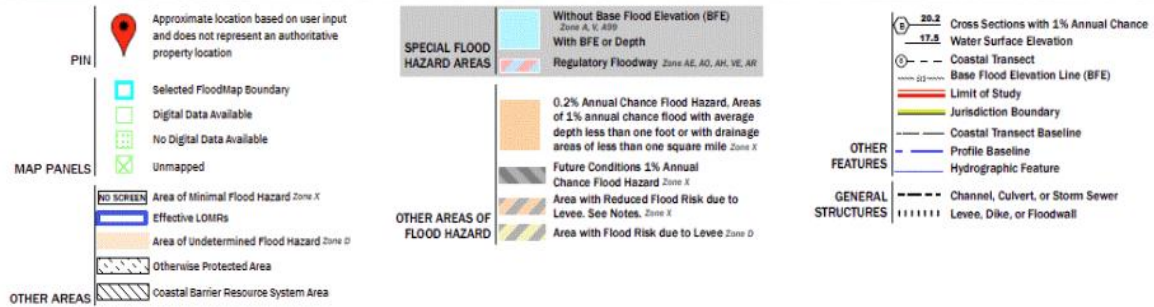 Approximate location based on user input
and does not represent an authoritative
property location
PIN
Selected FloodMap Boundary
Digital Data Available
No Digital Data Available
MAP PANELS
Unmapped
NO SCREEN Area of Minimal Flood Hazard Zone X
Effective LOMRs
Area of Undetermined Flood Hazard Zone D
Otherwise Protected Area
OTHER AREAS
Coastal Barrier Resource System Area
Without Base Flood Elevation (BFE)
Zone A, V, A99
With BFE or Depth
SPECIAL FLOOD
HAZARD AREAS
Regulatory Floodway Zone AE, AO, AH, VE, AR
0.2% Annual Chance Flood Hazard, Areas
of 1% annual chance flood with average
depth less than one foot or with drainage
areas of less than one square mile Zone X
Future Conditions 1% Annual
Chance Flood Hazard Zone X
Area with Reduced Flood Risk due to
Levee. See Notes. Zone X
OTHER AREAS OF
FLOOD HAZARD
Area with Flood Risk due to Levee Zone D
B 20.2 Cross Sections with 1% Annual Chance
17.5 Water Surface Elevation
8 Coastal Transect
513 Base Flood Elevation Line (BFE)
Limit of Study
Jurisdiction Boundary
Coastal Transect Baseline
OTHER
FEATURES
Profile Baseline
Hydrographic Feature
GENERAL
STRUCTURES
Channel, Culvert, or Storm Sewer
Levee, Dike, or Floodwall